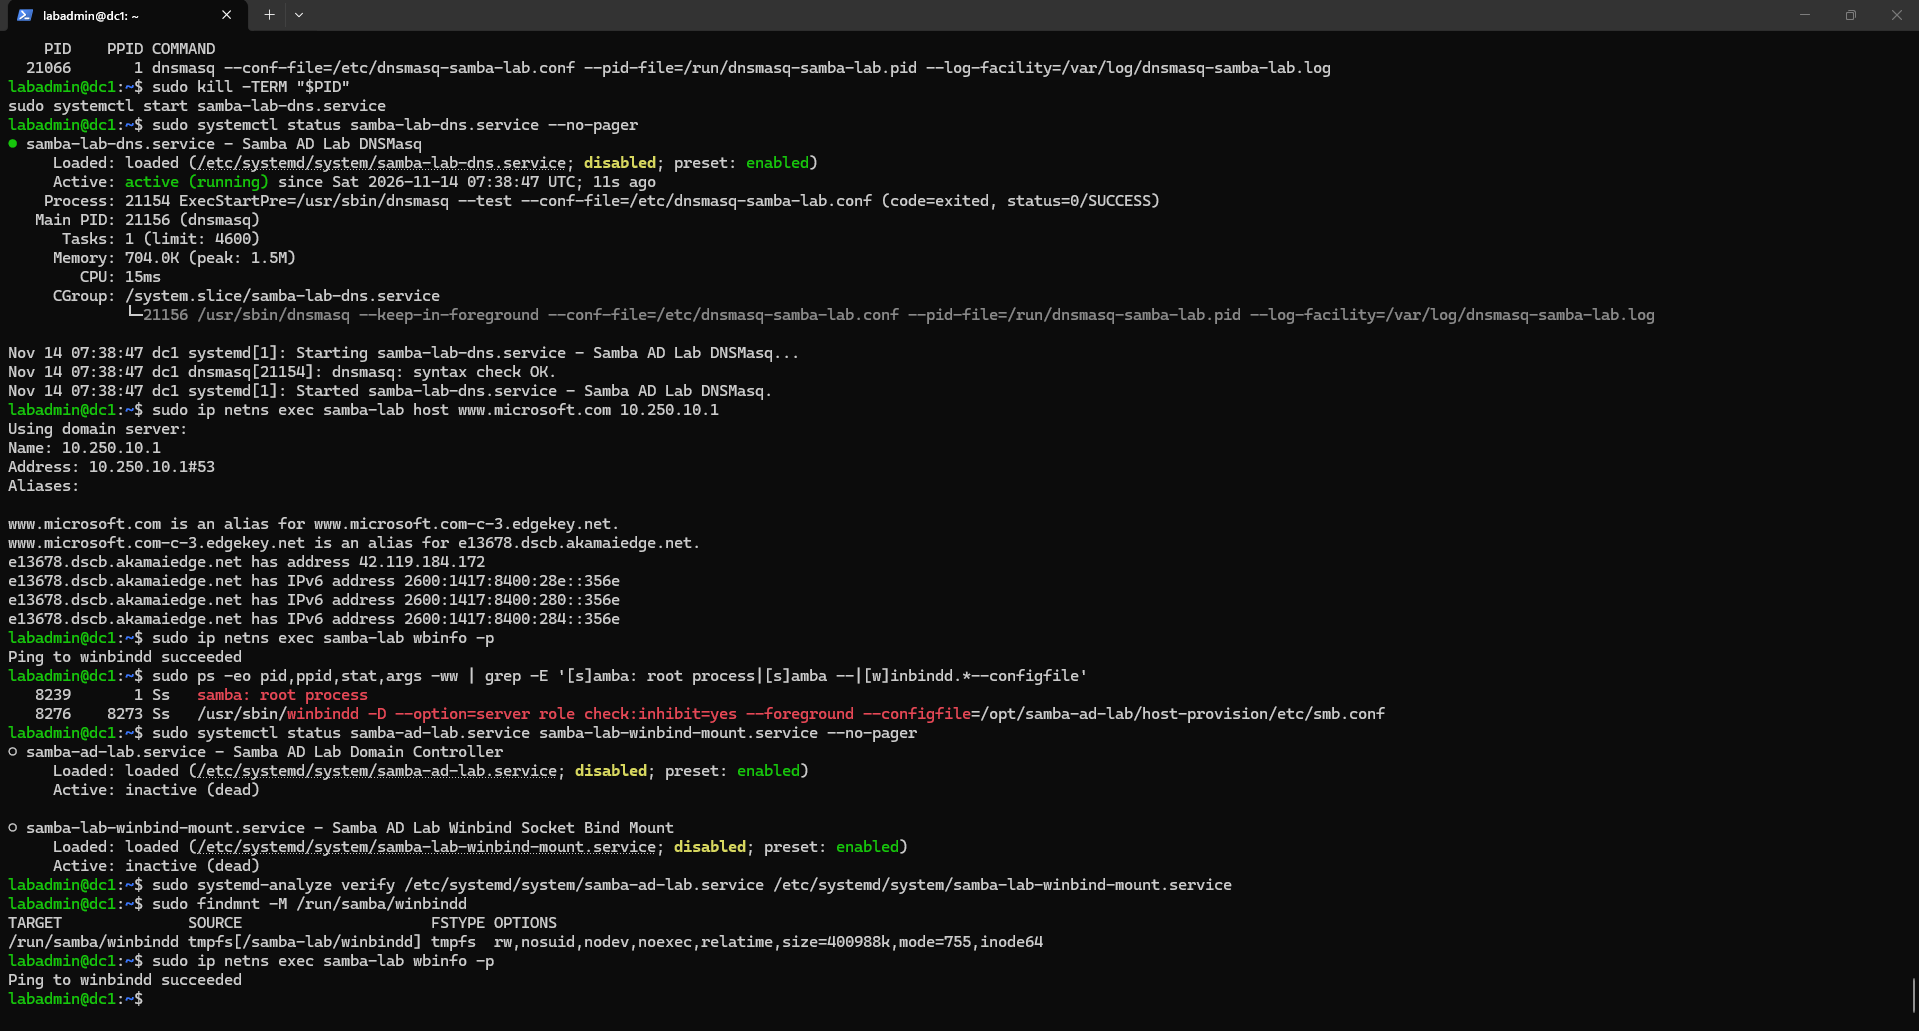 labadmin@dc1: ~
    PID    PPID COMMAND
  21066       1 dnsmasq --conf-file=/etc/dnsmasq-samba-lab.conf --pid-file=/run/dnsmasq-samba-lab.pid --log-facility=/var/log/dnsmasq-samba-lab.log
labadmin@dc1:~$ sudo kill -TERM "$PID"
sudo systemctl start samba-lab-dns.service
labadmin@dc1:~$ sudo systemctl status samba-lab-dns.service --no-pager
● samba-lab-dns.service - Samba AD Lab DNSMasq
     Loaded: loaded (/etc/systemd/system/samba-lab-dns.service; disabled; preset: enabled)
     Active: active (running) since Sat 2026-11-14 07:38:47 UTC; 11s ago
    Process: 21154 ExecStartPre=/usr/sbin/dnsmasq --test --conf-file=/etc/dnsmasq-samba-lab.conf (code=exited, status=0/SUCCESS)
   Main PID: 21156 (dnsmasq)
      Tasks: 1 (limit: 4600)
     Memory: 704.0K (peak: 1.5M)
        CPU: 15ms
     CGroup: /system.slice/samba-lab-dns.service
             └─21156 /usr/sbin/dnsmasq --keep-in-foreground --conf-file=/etc/dnsmasq-samba-lab.conf --pid-file=/run/dnsmasq-samba-lab.pid --log-facility=/var/log/dnsmasq-samba-lab.log

Nov 14 07:38:47 dc1 systemd[1]: Starting samba-lab-dns.service - Samba AD Lab DNSMasq...
Nov 14 07:38:47 dc1 dnsmasq[21154]: dnsmasq: syntax check OK.
Nov 14 07:38:47 dc1 systemd[1]: Started samba-lab-dns.service - Samba AD Lab DNSMasq.
labadmin@dc1:~$ sudo ip netns exec samba-lab host www.microsoft.com 10.250.10.1
Using domain server:
Name: 10.250.10.1
Address: 10.250.10.1#53
Aliases:

www.microsoft.com is an alias for www.microsoft.com-c-3.edgekey.net.
www.microsoft.com-c-3.edgekey.net is an alias for e13678.dscb.akamaiedge.net.
e13678.dscb.akamaiedge.net has address 42.119.184.172
e13678.dscb.akamaiedge.net has IPv6 address 2600:1417:8400:28e::356e
e13678.dscb.akamaiedge.net has IPv6 address 2600:1417:8400:280::356e
e13678.dscb.akamaiedge.net has IPv6 address 2600:1417:8400:284::356e
labadmin@dc1:~$ sudo ip netns exec samba-lab wbinfo -p
Ping to winbindd succeeded
labadmin@dc1:~$ sudo ps -eo pid,ppid,stat,args -ww | grep -E '[s]amba: root process|[s]amba --|[w]inbindd.*--configfile'
   8239       1 Ss   samba: root process
   8276    8273 Ss   /usr/sbin/winbindd -D --option=server role check:inhibit=yes --foreground --configfile=/opt/samba-ad-lab/host-provision/etc/smb.conf
labadmin@dc1:~$ sudo systemctl status samba-ad-lab.service samba-lab-winbind-mount.service --no-pager
○ samba-ad-lab.service - Samba AD Lab Domain Controller
     Loaded: loaded (/etc/systemd/system/samba-ad-lab.service; disabled; preset: enabled)
     Active: inactive (dead)

○ samba-lab-winbind-mount.service - Samba AD Lab Winbind Socket Bind Mount
     Loaded: loaded (/etc/systemd/system/samba-lab-winbind-mount.service; disabled; preset: enabled)
     Active: inactive (dead)
labadmin@dc1:~$ sudo systemd-analyze verify /etc/systemd/system/samba-ad-lab.service /etc/systemd/system/samba-lab-winbind-mount.service
labadmin@dc1:~$ sudo findmnt -M /run/samba/winbindd
TARGET              SOURCE                     FSTYPE OPTIONS
/run/samba/winbindd tmpfs[/samba-lab/winbindd] tmpfs  rw,nosuid,nodev,noexec,relatime,size=400988k,mode=755,inode64
labadmin@dc1:~$ sudo ip netns exec samba-lab wbinfo -p
Ping to winbindd succeeded
labadmin@dc1:~$